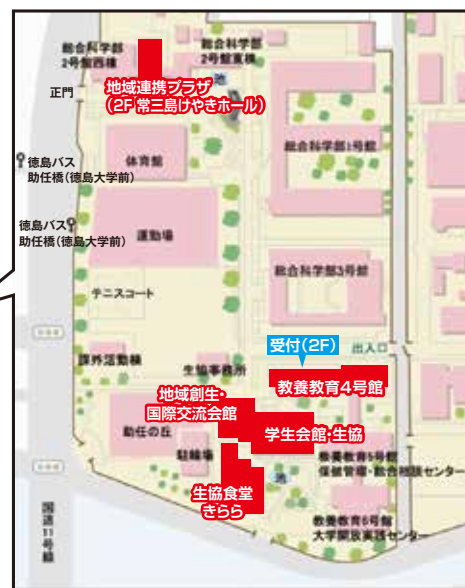 総合科学部
2号館西棟
総合科学部
2号館東棟
池
地域連携プラザ
(2F 常三島けやきホール)
正門
総合科学部1号館
徳島バス
助任橋(徳島大学前)
体育館
徳島バス
助任橋(徳島大学前)
運動場
総合科学部3号館
テニスコート
受付(2F)
出入口
課外活動棟
生協事務所
教養教育4号館
地域創生・
国際交流会館
助任の丘
学生会館・生協
駐輪場
教養教育5号館
保健管理・総合相談センター
池
生協食堂
きらら
国道11号線
教養教育6号館
大学開放実践センター